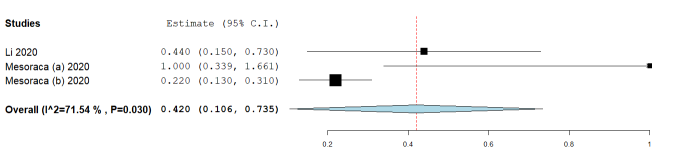 Studies Estimate (95% C.I.)
Li 2020 0.440 (0.150, 0.730)
Mesoraca (a) 2020 1.000 (0.339, 1.661)
Mesoraca (b) 2020 0.220 (0.130, 0.310)
Overall (I^2=71.54 % , P=0.030) 0.420 (0.106, 0.735)
0.2 0.4 0.6 0.8 1